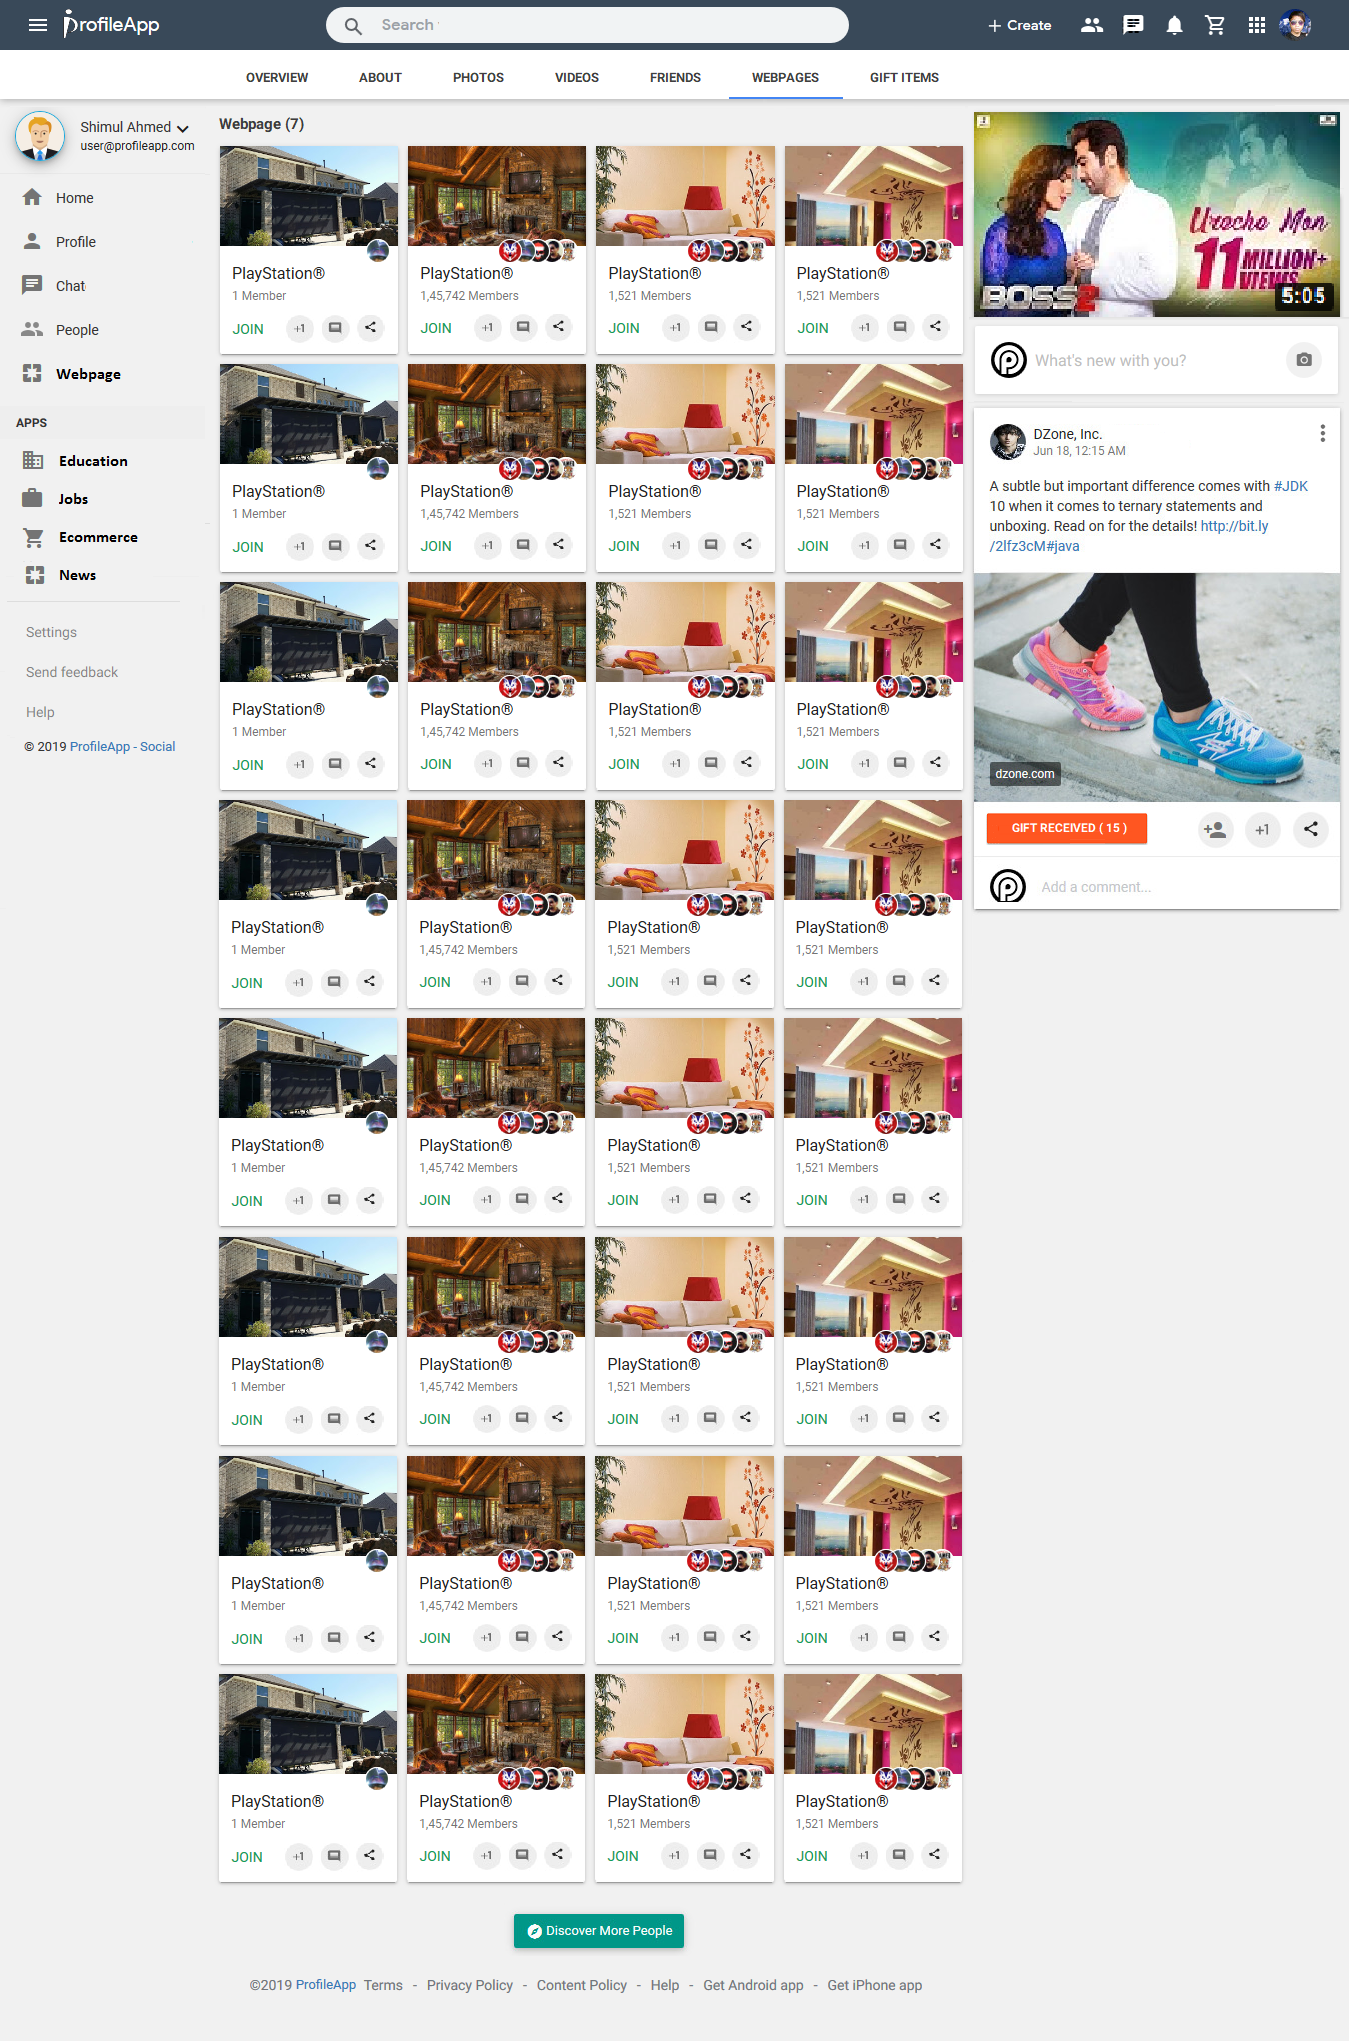 ProfileApp
Search
+ Create
OVERVIEW
ABOUT
PHOTOS
VIDEOS
FRIENDS
WEBPAGES
GIFT ITEMS
Shimul Ahmed
user@profileapp.com
Home
Profile
Chat
People
Webpage
APPS
Education
Jobs
Ecommerce
News
Settings
Send feedback
Help
© 2019 ProfileApp - Social
Webpage (7)
PlayStation®
1 Member
JOIN
+1
PlayStation®
1,45,742 Members
JOIN
+1
PlayStation®
1,521 Members
JOIN
+1
PlayStation®
1,521 Members
JOIN
+1
PlayStation®
1 Member
JOIN
+1
PlayStation®
1,45,742 Members
JOIN
+1
PlayStation®
1,521 Members
JOIN
+1
PlayStation®
1,521 Members
JOIN
+1
PlayStation®
1 Member
JOIN
+1
PlayStation®
1,45,742 Members
JOIN
+1
PlayStation®
1,521 Members
JOIN
+1
PlayStation®
1,521 Members
JOIN
+1
PlayStation®
1 Member
JOIN
+1
PlayStation®
1,45,742 Members
JOIN
+1
PlayStation®
1,521 Members
JOIN
+1
PlayStation®
1,521 Members
JOIN
+1
PlayStation®
1 Member
JOIN
+1
PlayStation®
1,45,742 Members
JOIN
+1
PlayStation®
1,521 Members
JOIN
+1
PlayStation®
1,521 Members
JOIN
+1
PlayStation®
1 Member
JOIN
+1
PlayStation®
1,45,742 Members
JOIN
+1
PlayStation®
1,521 Members
JOIN
+1
PlayStation®
1,521 Members
JOIN
+1
PlayStation®
1 Member
JOIN
+1
PlayStation®
1,45,742 Members
JOIN
+1
PlayStation®
1,521 Members
JOIN
+1
PlayStation®
1,521 Members
JOIN
+1
PlayStation®
1 Member
JOIN
+1
PlayStation®
1,45,742 Members
JOIN
+1
PlayStation®
1,521 Members
JOIN
+1
PlayStation®
1,521 Members
JOIN
+1
Discover More People
©2019 ProfileApp Terms - Privacy Policy - Content Policy - Help - Get Android app - Get iPhone app
Uroche Mon
11 MILLION+
VIEWS
BOSS 2
5:05
What's new with you?
DZone, Inc.
Jun 18, 12:15 AM
A subtle but important difference comes with #JDK
10 when it comes to ternary statements and
unboxing. Read on for the details! http://bit.ly
/2lfz3cM#java
dzone.com
GIFT RECEIVED ( 15 )
+1
Add a comment...